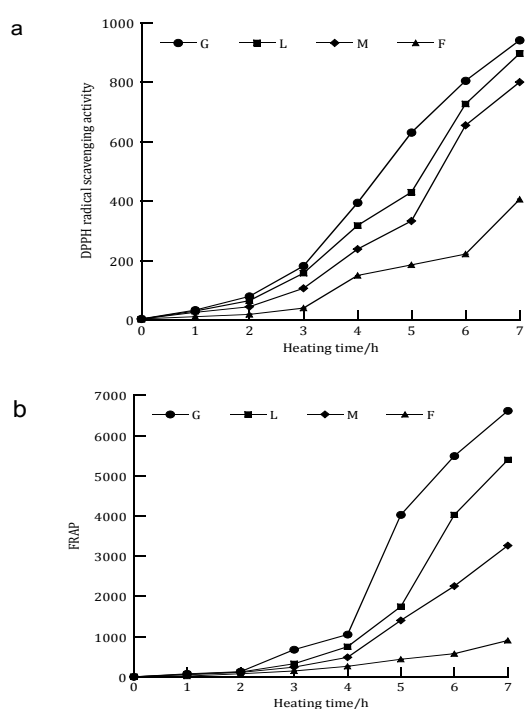 a
G L M F
DPPH radical scavenging activity
1000
800
600
400
200
0
0 1 2 3 4 5 6 7
Heating time/h
b
G L M F
FRAP
7000
6000
5000
4000
3000
2000
1000
0
0 1 2 3 4 5 6 7
Heating time/h